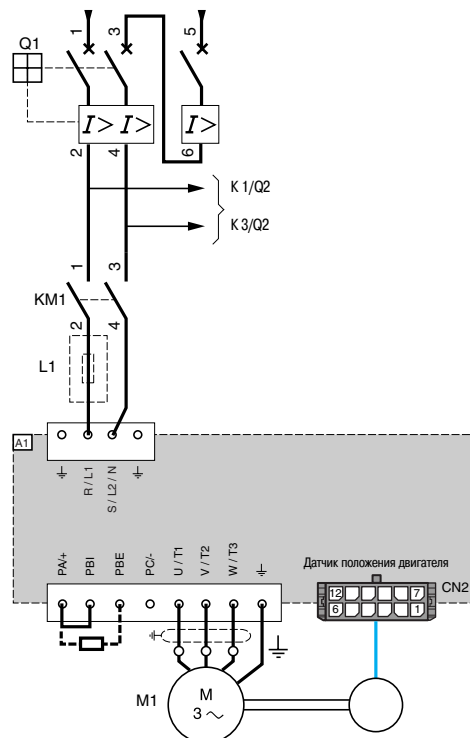 Q1
1
3
5
I>
I>
I>
2
4
6
К 1/Q2
К 3/Q2
1
3
KM1
2
4
L1
A1
R / L1
S / L2 / N
PA/+
PBI
PBE
PC/-
U / T1
V / T2
W / T3
Датчик положения двигателя
CN2
12
7
6
1
M1
M
3 ~